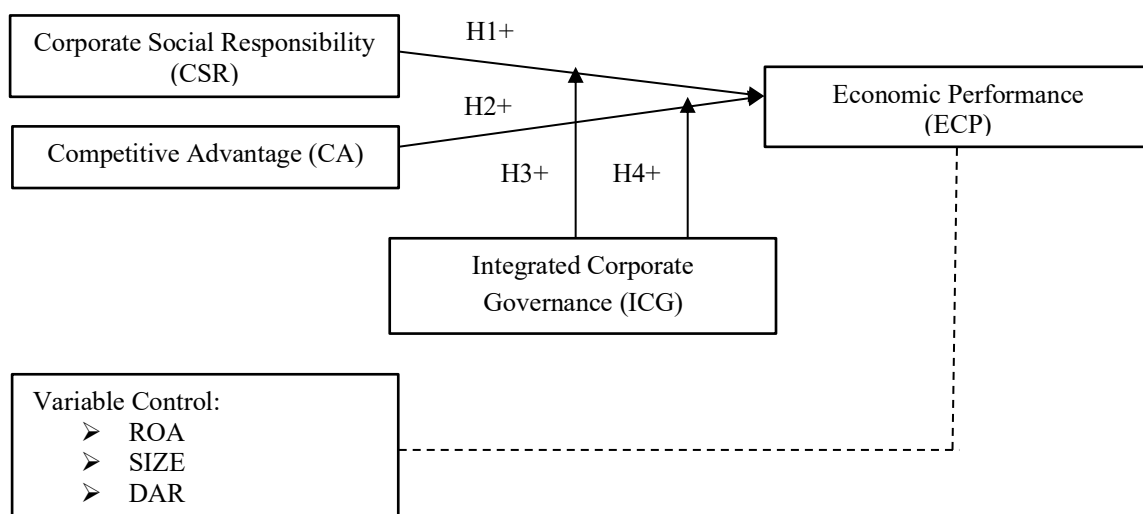 Corporate Social Responsibility
(CSR)
H1+
Economic Performance
(ECP)
H2+
Competitive Advantage (CA)
H3+
H4+
Integrated Corporate
Governance (ICG)
Variable Control:
➢ ROA
➢ SIZE
➢ DAR